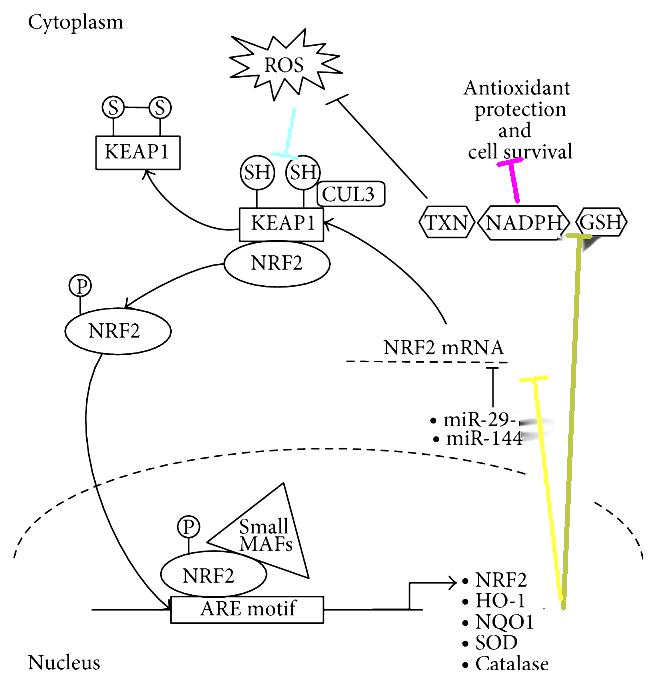 Cytoplasm
ROS
Antioxidant
protection
and
cell survival
S S
KEAP1
SH SH
CUL3
KEAP1
NRF2
TXN NADPH GSH
P
NRF2
NRF2 mRNA
• miR-29-
• miR-144
P
Small
MAFs
NRF2
ARE motif
• NRF2
• HO-1
• NQO1
• SOD
• Catalase
Nucleus